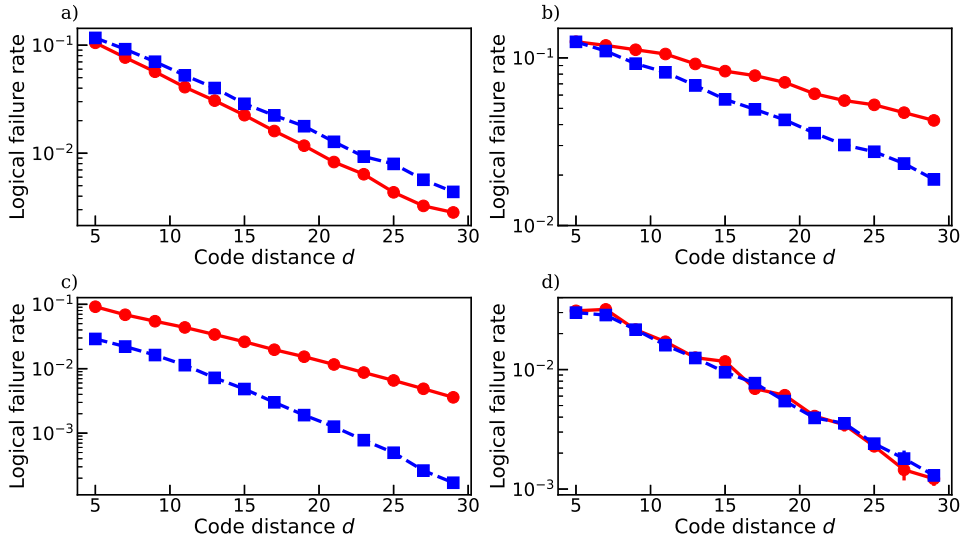 a)
Logical failure rate
10⁻¹
10⁻²
5 10 15 20 25 30
Code distance d
b)
Logical failure rate
10⁻¹
10⁻²
5 10 15 20 25 30
Code distance d
c)
Logical failure rate
10⁻¹
10⁻²
10⁻³
5 10 15 20 25 30
Code distance d
d)
Logical failure rate
10⁻²
10⁻³
5 10 15 20 25 30
Code distance d